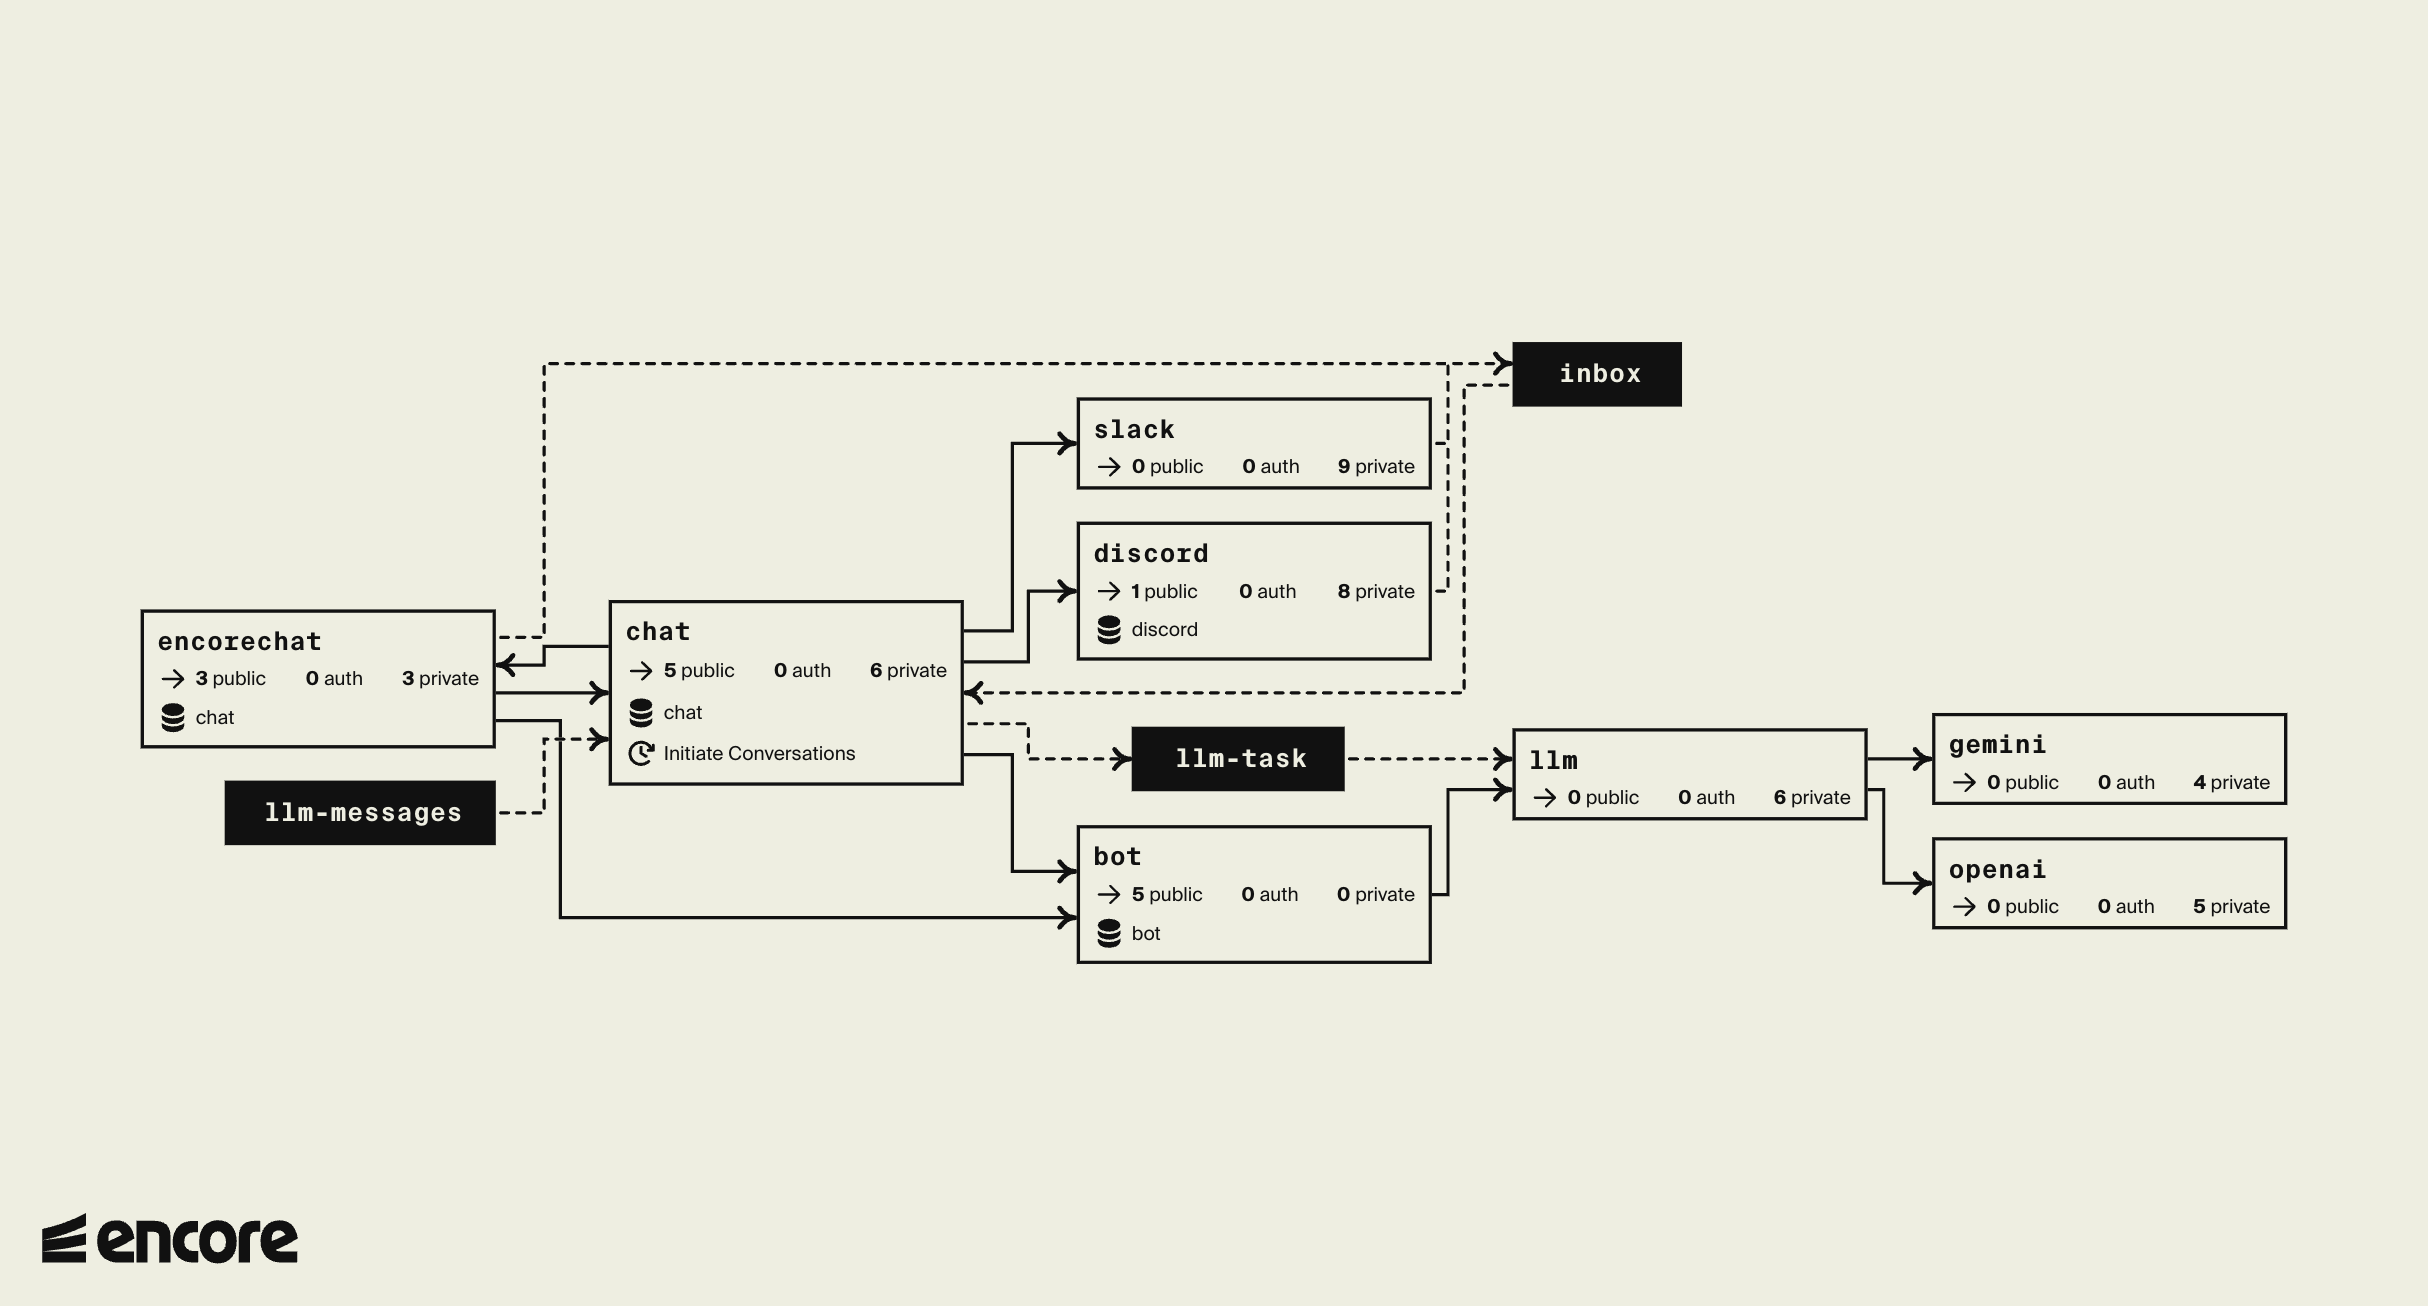 inbox
slack
→ 0 public 0 auth 9 private
discord
→ 1 public 0 auth 8 private
discord
encorechat
→ 3 public 0 auth 3 private
chat
chat
→ 5 public 0 auth 6 private
chat
Initiate Conversations
llm-messages
llm-task
llm
→ 0 public 0 auth 6 private
bot
→ 5 public 0 auth 0 private
bot
gemini
→ 0 public 0 auth 4 private
openai
→ 0 public 0 auth 5 private
encore